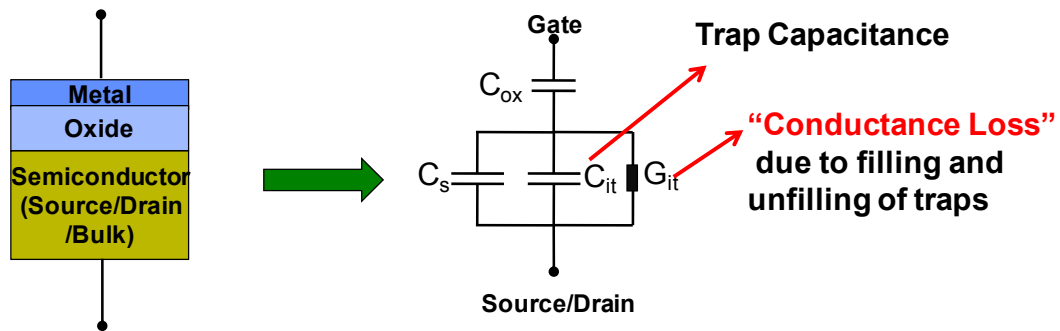 Metal
Oxide
Semiconductor
(Source/Drain
/Bulk)
Gate
Cox
Cs
Cit
Git
Source/Drain
Trap Capacitance
“Conductance Loss”
due to filling and
unfilling of traps